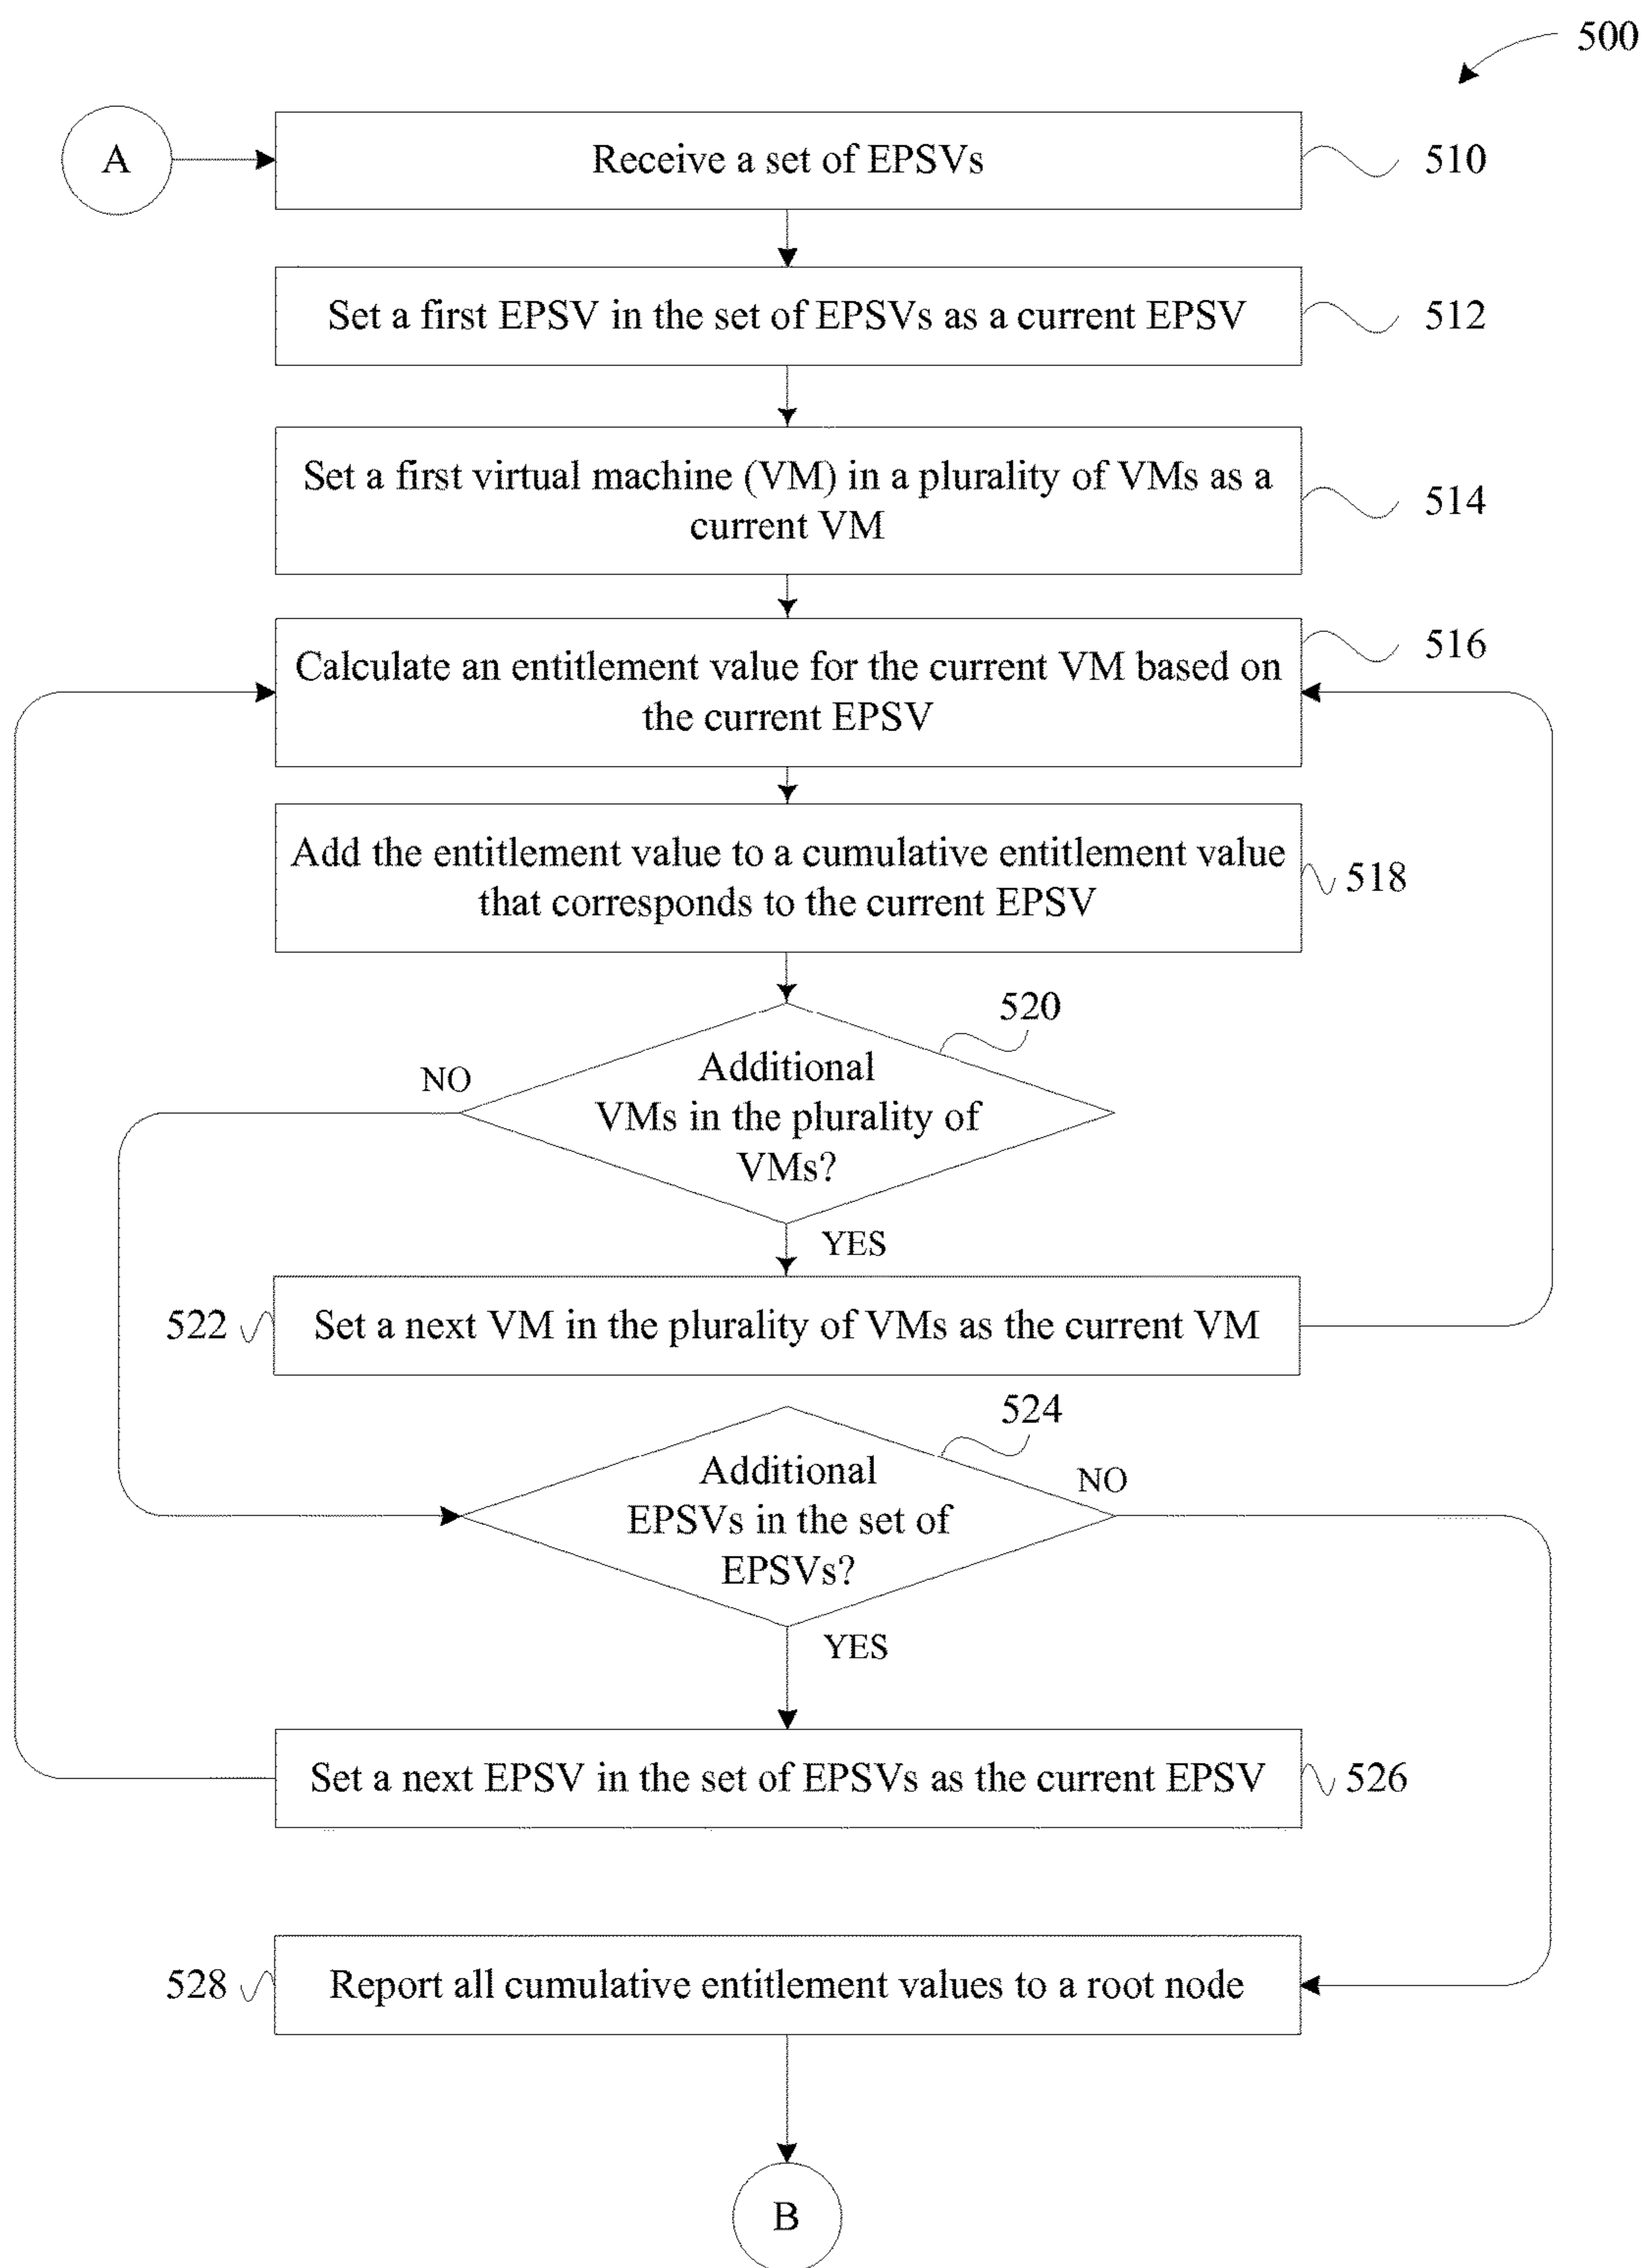 500
A
Receive a set of EPSVs
510
Set a first EPSV in the set of EPSVs as a current EPSV
512
Set a first virtual machine (VM) in a plurality of VMs as a
current VM
514
Calculate an entitlement value for the current VM based on
the current EPSV
516
Add the entitlement value to a cumulative entitlement value
that corresponds to the current EPSV
518
520
Additional
VMs in the plurality of
VMs?
NO
YES
522
Set a next VM in the plurality of VMs as the current VM
524
Additional
EPSVs in the set of
EPSVs?
NO
YES
Set a next EPSV in the set of EPSVs as the current EPSV
526
528
Report all cumulative entitlement values to a root node
B